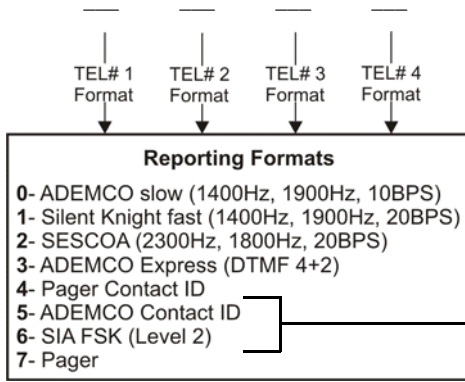 TEL# 1 TEL# 2 TEL# 3 TEL# 4
Format Format Format Format
Reporting Formats
0- ADEMCO slow (1400Hz, 1900Hz, 10BPS)
1- Silent Knight fast (1400Hz, 1900Hz, 20BPS)
2- SESCOA (2300Hz, 1800Hz, 20BPS)
3- ADEMCO Express (DTMF 4+2)
4- Pager Contact ID
5- ADEMCO Contact ID
6- SIA FSK (Level 2)
7- Pager